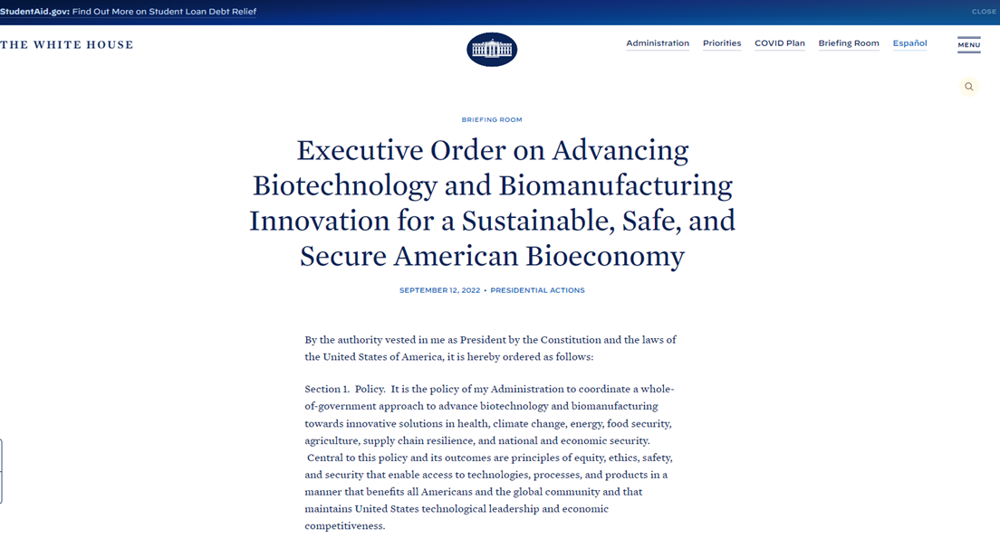 StudentAid.gov: Find Out More on Student Loan Debt Relief
CLOSE
THE WHITE HOUSE
Administration
Priorities
COVID Plan
Briefing Room
Español
MENU
BRIEFING ROOM
Executive Order on Advancing
Biotechnology and Biomanufacturing
Innovation for a Sustainable, Safe, and
Secure American Bioeconomy
SEPTEMBER 12, 2022 • PRESIDENTIAL ACTIONS
By the authority vested in me as President by the Constitution and the laws of
the United States of America, it is hereby ordered as follows:
Section 1.  Policy.  It is the policy of my Administration to coordinate a whole-
of-government approach to advance biotechnology and biomanufacturing
towards innovative solutions in health, climate change, energy, food security,
agriculture, supply chain resilience, and national and economic security.
Central to this policy and its outcomes are principles of equity, ethics, safety,
and security that enable access to technologies, processes, and products in a
manner that benefits all Americans and the global community and that
maintains United States technological leadership and economic
competitiveness.